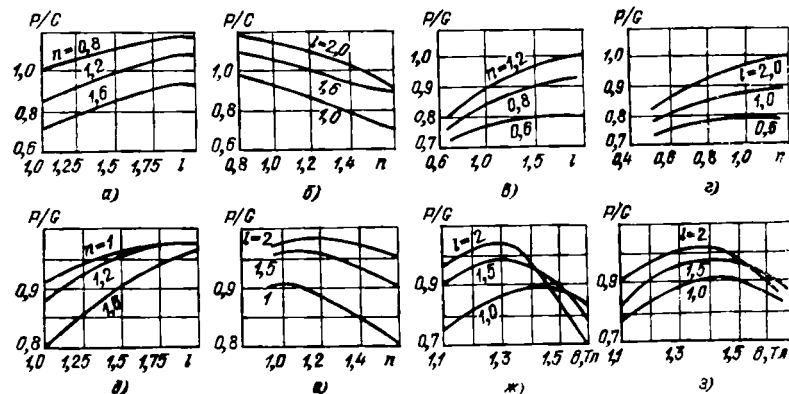 P/G
n=0,8
1,0
1,2
1,6
0,6
1,0 1,25 1,5 1,75 l
а)
P/G
l=2,0
1,0
1,6
1,0
0,6
0,8 1,0 1,2 1,4 n
б)
P/G
1,0
n=1,2
0,9
0,8
0,8
0,6
0,7
0,6 1,0 1,5 l
в)
P/G
1,0
l=2,0
0,9
1,0
0,8
0,6
0,7
0,4 0,6 0,8 1,0 n
г)
P/G
n=1
1,2
0,9
1,6
0,8
1,0 1,25 1,5 1,75 l
д)
P/G
l=2
1,5
0,9
1
0,8
1,0 1,2 1,4 n
е)
P/G
l=2
1,5
0,9
1,0
0,7
1,1 1,3 1,5 B,Тл
ж)
P/G
l=2
1,5
0,9
1,0
0,7
1,1 1,3 1,5 B,Тл
з)